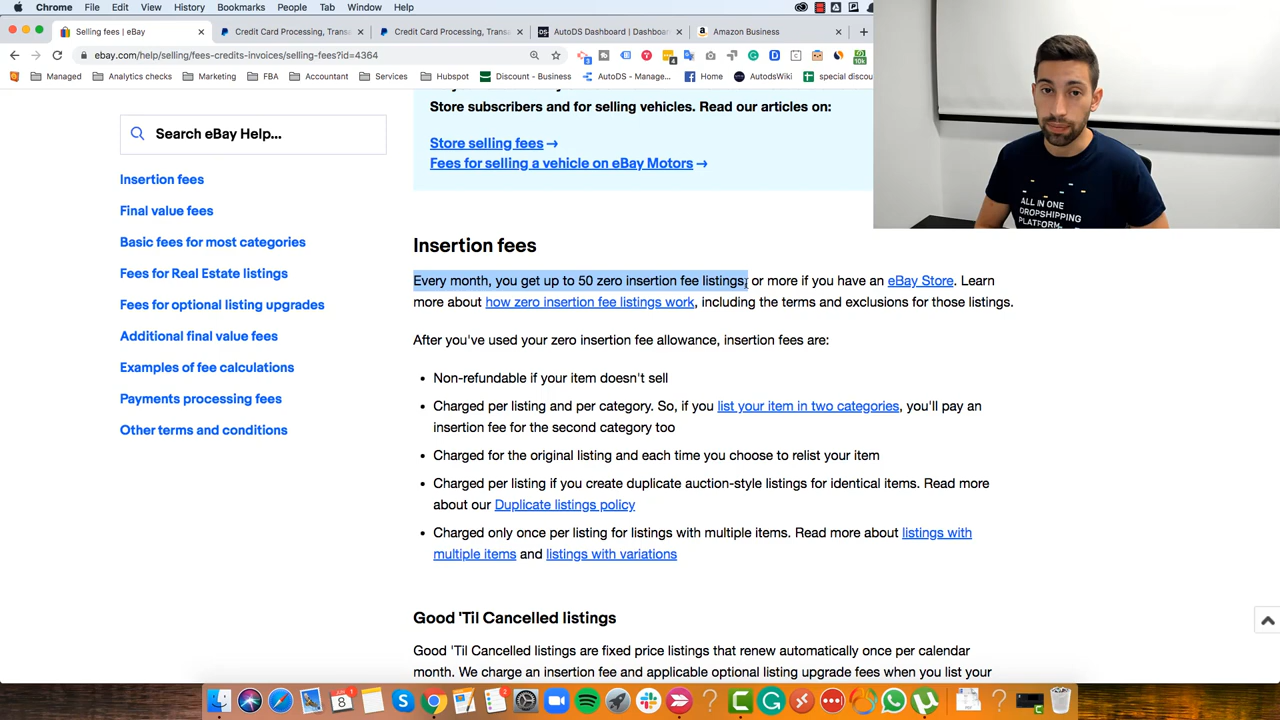 Chrome File Edit View History Bookmarks People Tab Window Help
Selling fees | eBay
Credit Card Processing, Transa
Credit Card Processing, Transa
AutoDS Dashboard | Dashboar
Amazon Business
ebay.com/help/selling/fees-credits-invoices/selling-fees?id=4364
Managed
Analytics checks
Marketing
FBA
Accountant
Services
Hubspot
Discount - Business
AutoDS - Manage...
Home
AutodsWiki
special discou
Store subscribers and for selling vehicles. Read our articles on:
Store selling fees →
Fees for selling a vehicle on eBay Motors →
ALL IN ONE
DROPSHIPPING
PLATFORM
Search eBay Help...
Insertion fees
Final value fees
Basic fees for most categories
Fees for Real Estate listings
Fees for optional listing upgrades
Additional final value fees
Examples of fee calculations
Payments processing fees
Other terms and conditions
Insertion fees
Every month, you get up to 50 zero insertion fee listings, or more if you have an eBay Store. Learn
more about how zero insertion fee listings work, including the terms and exclusions for those listings.
After you've used your zero insertion fee allowance, insertion fees are:
• Non-refundable if your item doesn't sell
• Charged per listing and per category. So, if you list your item in two categories, you'll pay an
insertion fee for the second category too
• Charged for the original listing and each time you choose to relist your item
• Charged per listing if you create duplicate auction-style listings for identical items. Read more
about our Duplicate listings policy
• Charged only once per listing for listings with multiple items. Read more about listings with
multiple items and listings with variations
Good 'Til Cancelled listings
Good 'Til Cancelled listings are fixed price listings that renew automatically once per calendar
month. We charge an insertion fee and applicable optional listing upgrade fees when you list your